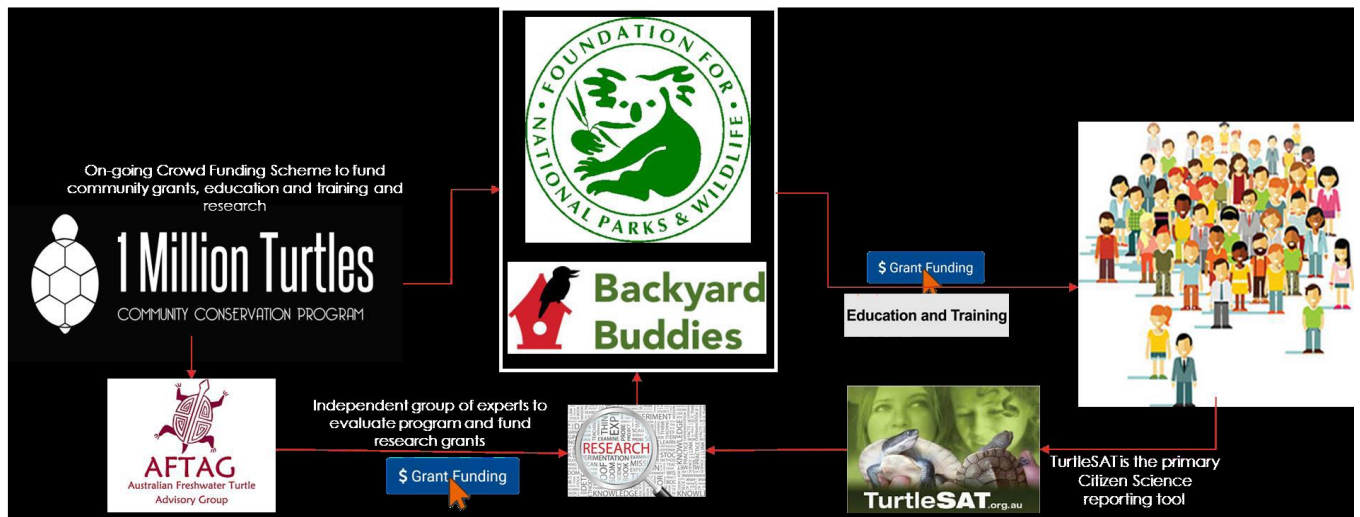 FOUNDATION FOR
NATIONAL PARKS & WILDLIFE
On-going Crowd Funding Scheme to fund
community grants, education and training and
research
1 Million Turtles
COMMUNITY CONSERVATION PROGRAM
Backyard
Buddies
$ Grant Funding
Education and Training
AFTAG
Australian Freshwater Turtle
Advisory Group
Independent group of experts to
evaluate program and fund
research grants
$ Grant Funding
RESEARCH
KNOWLEDGE
TurtleSAT.org.au
TurtleSAT is the primary
Citizen Science
reporting tool